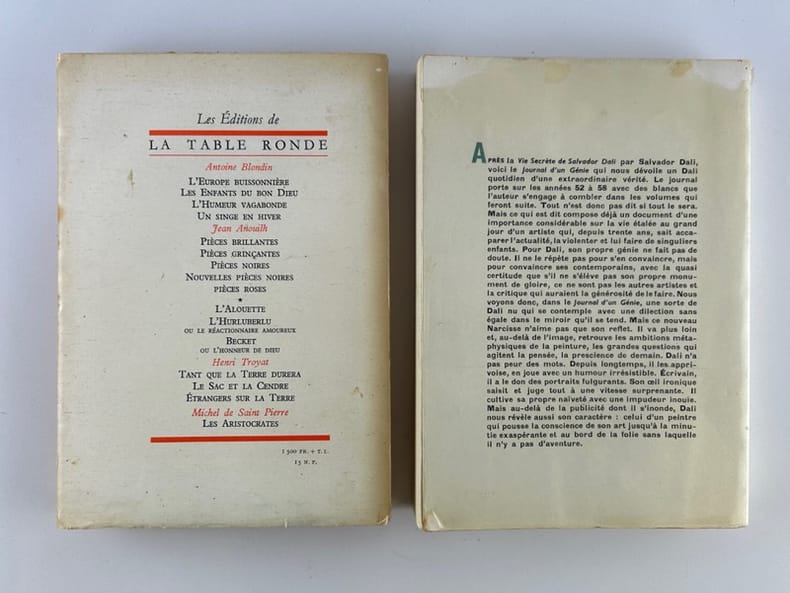 Les Éditions de
LA TABLE RONDE
Antoine Blondin
L'Europe buissonnière
Les Enfants du bon Dieu
L'Humeur vagabonde
Un singe en hiver
Jean Anouilh
Pièces brillantes
Pièces grinçantes
Pièces noires
Nouvelles pièces noires
pièces roses
★
L'Alouette
L'Hurluberlu
ou le réactionnaire amoureux
Becket
ou l'honneur de dieu
Henri Troyat
Tant que la Terre durera
Le Sac et la Cendre
Étrangers sur la Terre
Michel de Saint Pierre
Les Aristocrates
1 500 FR. + T. L.
15 N. F.
APRÈS la Vie Secrète de Salvador Dali par Salvador Dali,
voici le Journal d'un Génie qui nous dévoile un Dali
quotidien d'une extraordinaire vérité. Le journal
porte sur les années 52 à 58 avec des blancs que
l'auteur s'engage à combler dans les volumes qui
feront suite. Tout n'est donc pas dit si tout le sera.
Mais ce qui est dit compose déjà un document d'une
importance considérable sur la vie étalée au grand
jour d'un artiste qui, depuis trente ans, sait acca-
parer l'actualité, la violenter et lui faire de singuliers
enfants. Pour Dali, son propre génie ne fait pas de
doute. Il ne le répète pas pour s'en convaincre, mais
pour convaincre ses contemporains, avec la quasi
certitude que s'il ne s'élève pas son propre monu-
ment de gloire, ce ne sont pas les autres artistes et
la critique qui auraient la générosité de le faire. Nous
voyons donc, dans le Journal d'un Génie, une sorte de
Dali nu qui se contemple avec une dilection sans
égale dans le miroir qu'il se tend. Mais ce nouveau
Narcisse n'aime pas que son reflet. Il va plus loin
et, au-delà de l'image, retrouve les ambitions méta-
physiques de la peinture, les grandes questions qui
agitent la pensée, la prescience de demain. Dali n'a
pas peur des mots. Depuis longtemps, il les appri-
voise, en joue avec un humour irrésistible. Écrivain,
il a le don des portraits fulgurants. Son œil ironique
saisit et juge tout à une vitesse surprenante. Il
cultive sa propre naïveté avec une impudeur inouïe.
Mais au-delà de la publicité dont il s'inonde, Dali
nous révèle aussi son caractère : celui d'un peintre
qui pousse la conscience de son art jusqu'à la minu-
tie exaspérante et au bord de la folie sans laquelle
il n'y a pas d'aventure.